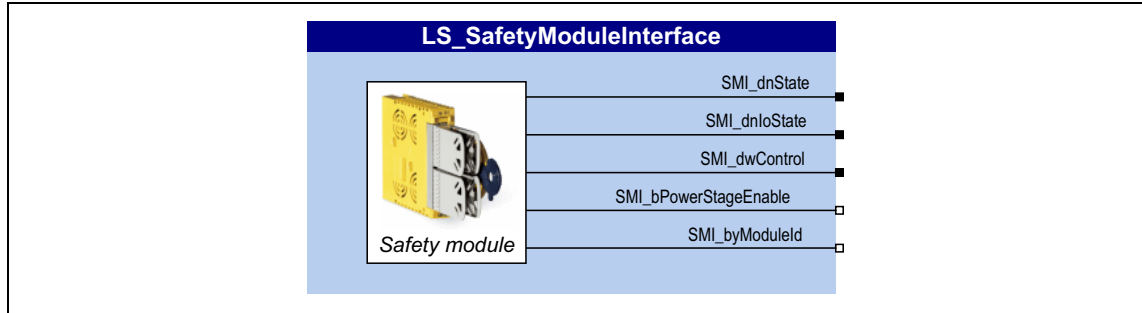 LS_SafetyModuleInterface
SMI_dnState
SMI_dnIoState
SMI_dwControl
SMI_bPowerStageEnable
SMI_byModuleId
Safety module